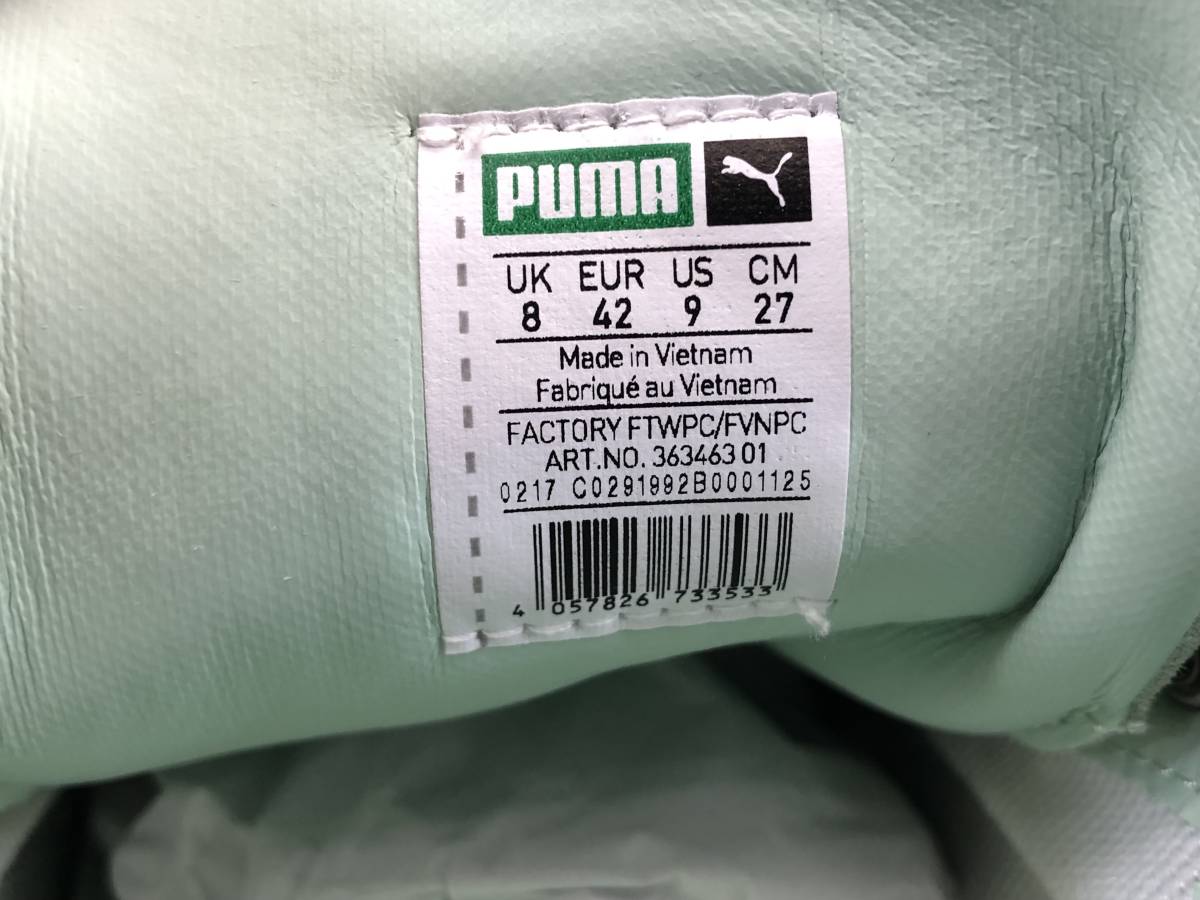 PUMA
UK EUR US CM
8 42 9 27
Made in Vietnam
Fabriqué au Vietnam
FACTORY FTWPC/FVNPC
ART.NO. 363463 01
0217 C0291992B0001125
4 057826 733533